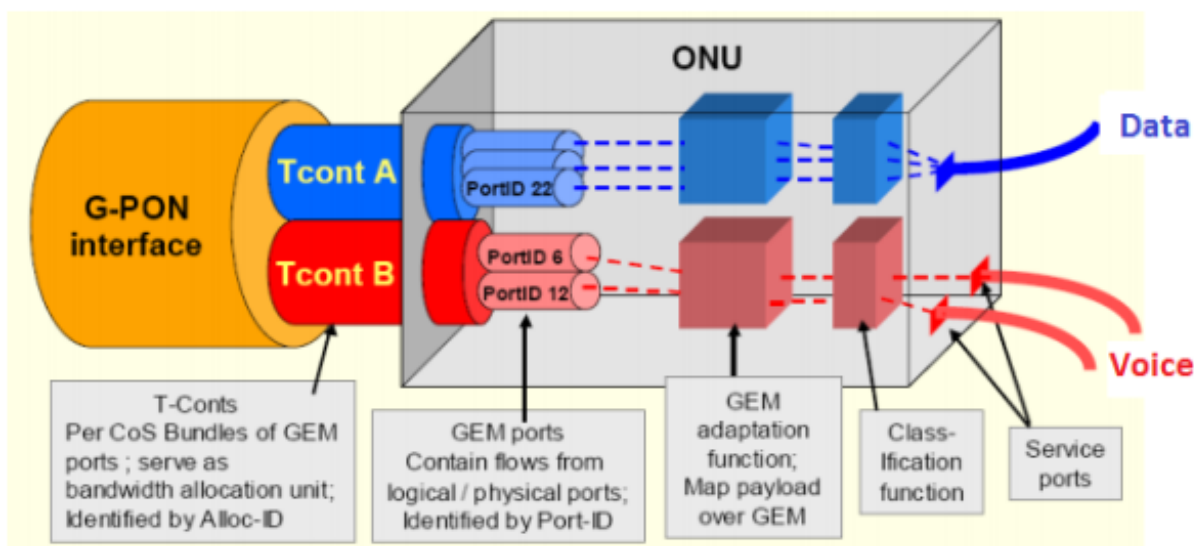 ONU
Data
Tcont A
PortID 22
G-PON
interface
PortID 6
Tcont B
PortID 12
Voice
T-Conts
Per CoS Bundles of GEM
ports ; serve as
bandwidth allocation unit;
Identified by Alloc-ID
GEM ports
Contain flows from
logical / physical ports;
Identified by Port-ID
GEM
adaptation
function;
Map payload
over GEM
Class-
Ification
function
Service
ports